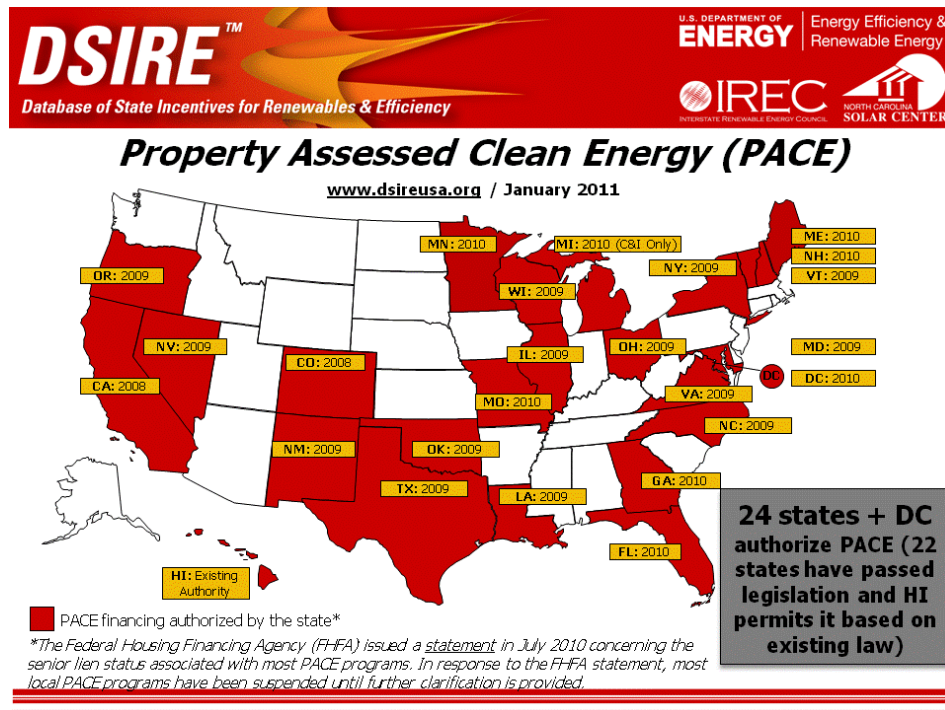 DSIRE™
Database of State Incentives for Renewables & Efficiency
U.S. DEPARTMENT OF
ENERGY
Energy Efficiency &
Renewable Energy
IREC
INTERSTATE RENEWABLE ENERGY COUNCIL
NORTH CAROLINA
SOLAR CENTER
Property Assessed Clean Energy (PACE)
www.dsireusa.org / January 2011
MN: 2010
MI: 2010 (C&I Only)
ME: 2010
NH: 2010
VT: 2009
NY: 2009
OR: 2009
WI: 2009
NV: 2009
CO: 2008
IL: 2009
OH: 2009
MD: 2009
DC
DC: 2010
CA: 2008
MO: 2010
VA: 2009
NC: 2009
NM: 2009
OK: 2009
TX: 2009
LA: 2009
GA: 2010
FL: 2010
HI: Existing
Authority
24 states + DC
authorize PACE (22
states have passed
legislation and HI
permits it based on
existing law)
PACE financing authorized by the state*
*The Federal Housing Financing Agency (FHFA) issued a statement in July 2010 concerning the
senior lien status associated with most PACE programs. In response to the FHFA statement, most
local PACE programs have been suspended until further clarification is provided.